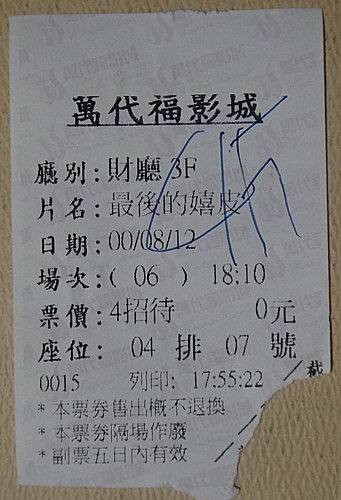 萬代福影城
廳別:財廳 3F
片名:最後的嬉皮
日期:00/08/12
場次:( 06 ) 18:10
票價:4招待 0元
座位: 04 排 07 號
0015 列印: 17:55:22
*本票券售出概不退換
*本票券隔場作廢
*副票五日內有效
截